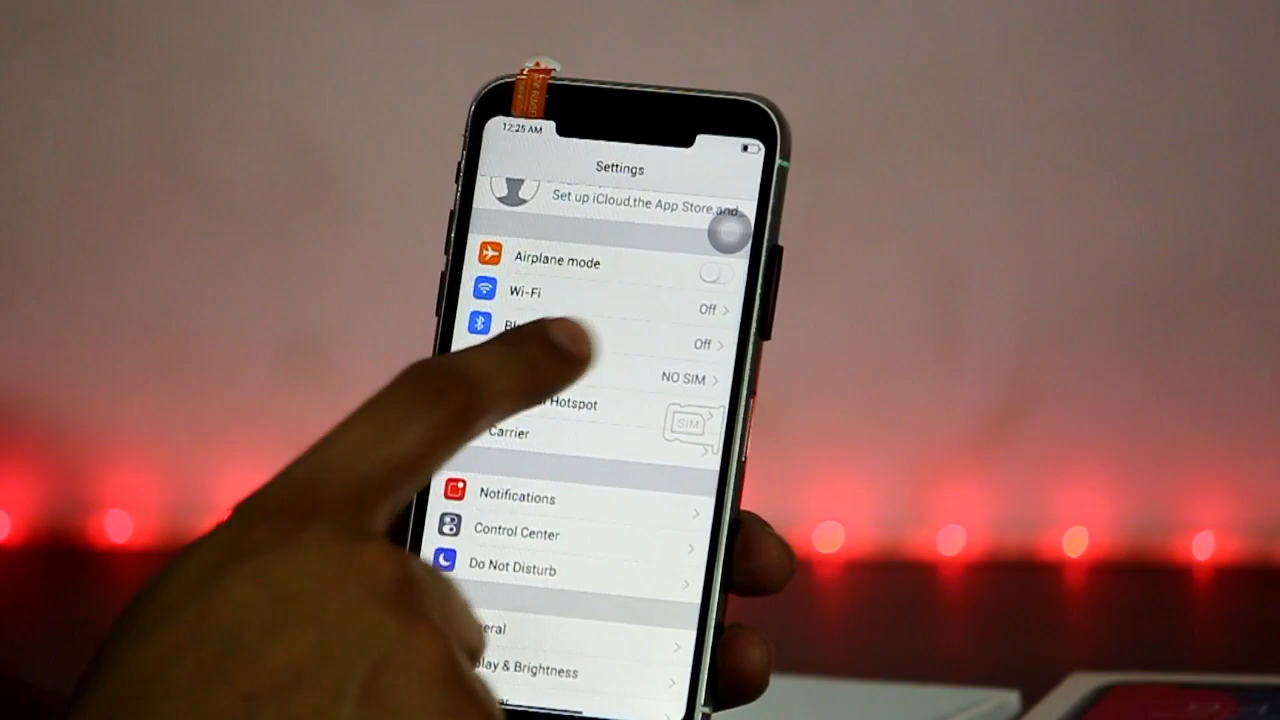 12:25 AM
Settings
Set up iCloud,the App Store,and
Airplane mode
Wi-Fi
Off
Off
NO SIM
Hotspot
SIM
Carrier
Notifications
Control Center
Do Not Disturb
eral
play & Brightness